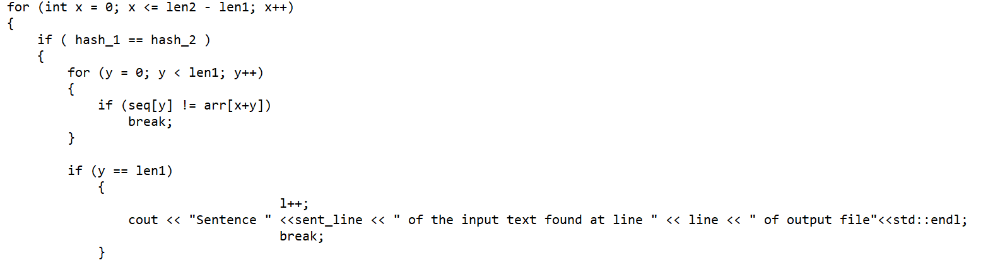 for (int x = 0; x <= len2 - len1; x++)
{
    if ( hash_1 == hash_2 )
    {
        for (y = 0; y < len1; y++)
        {
            if (seq[y] != arr[x+y])
                break;
        }

        if (y == len1)
            {
                                    l++;
                cout << "Sentence " <<sent_line << " of the input text found at line " << line << " of output file"<<std::endl;
                                    break;
            }